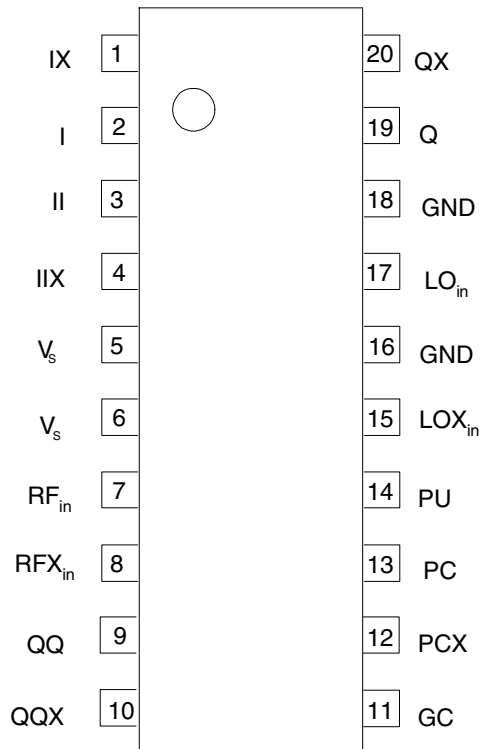 IX 1 20 QX
I 2 19 Q
II 3 18 GND
IIX 4 17 LOin
Vs 5 16 GND
Vs 6 15 LOXin
RFin 7 14 PU
RFXin 8 13 PC
QQ 9 12 PCX
QQX 10 11 GC